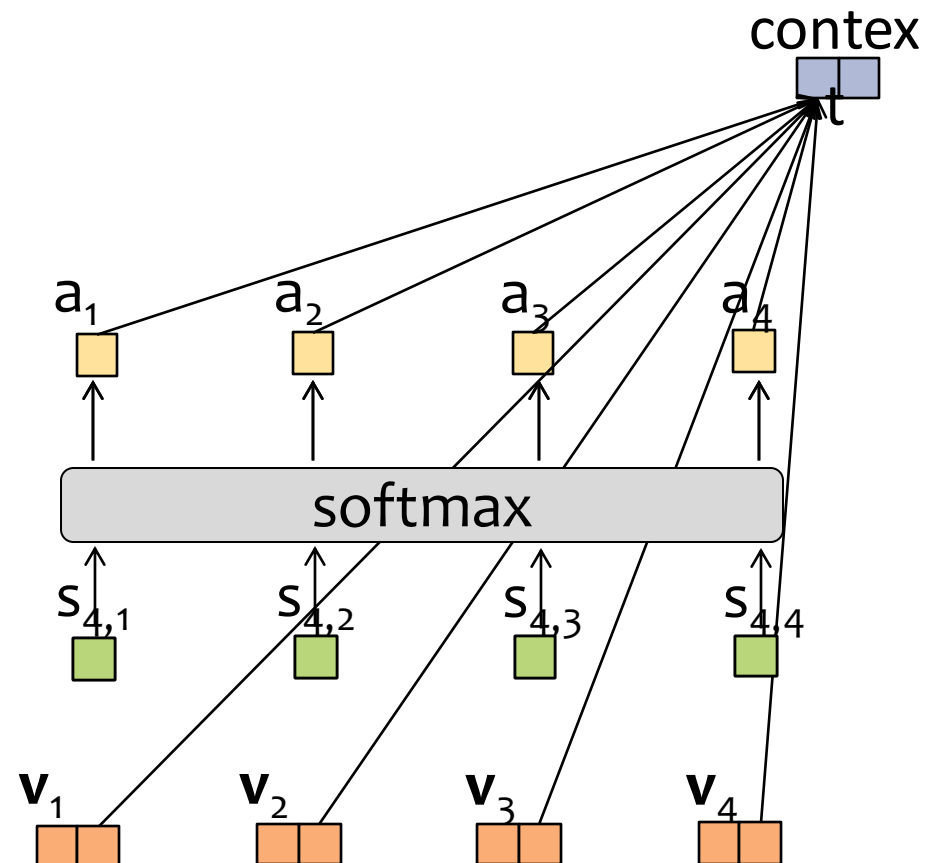 contex
t
a1 a2 a3 a4
softmax
s4,1 s4,2 s4,3 s4,4
v1 v2 v3 v4